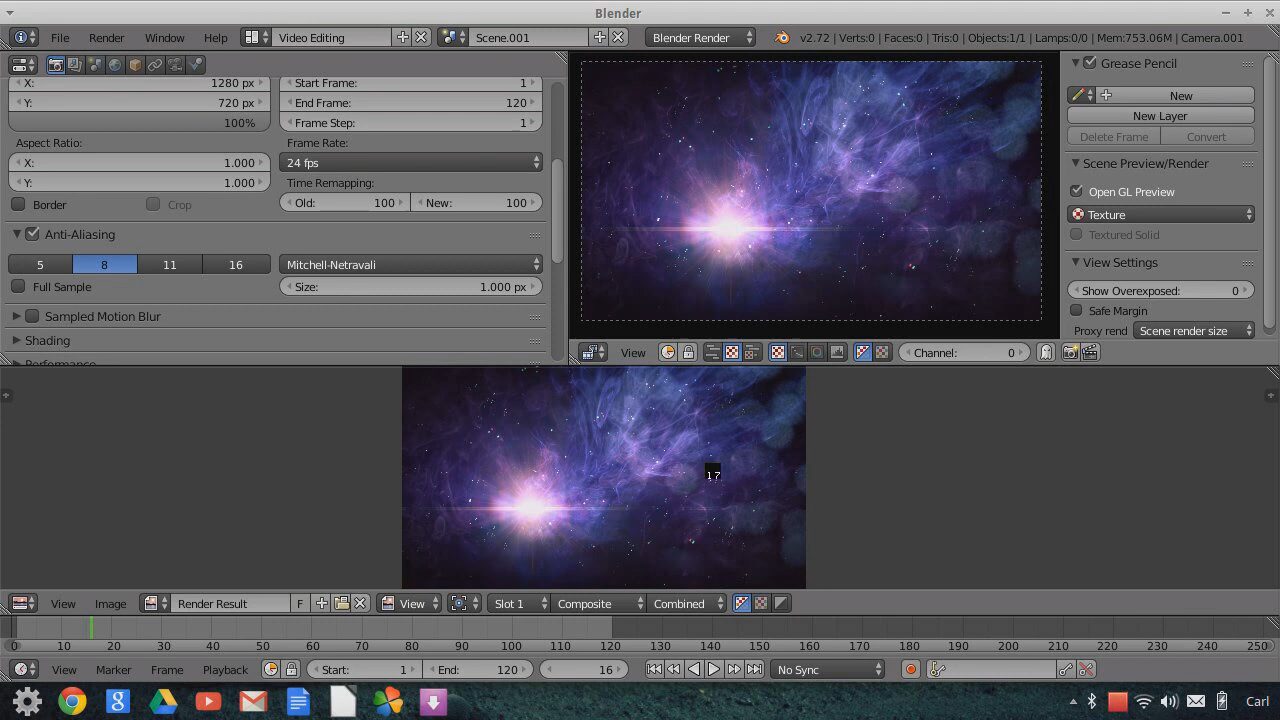 Blender
File Render Window Help Video Editing Scene.001 Blender Render v2.72 | Verts:0 | Faces:0 | Tris:0 | Objects:1/1 | Lamps:0/0 | Mem:753.06M | Camera.001
X: 1280 px
Y: 720 px
100%
Aspect Ratio:
X: 1.000
Y: 1.000
Border Crop
Start Frame: 1
End Frame: 120
Frame Step: 1
Frame Rate:
24 fps
Time Remapping:
Old: 100 New: 100
Anti-Aliasing
5 8 11 16 Mitchell-Netravali
Full Sample Size: 1.000 px
Sampled Motion Blur
Shading
Performance
Grease Pencil
New
New Layer
Delete Frame Convert
Scene Preview/Render
Open GL Preview
Texture
Textured Solid
View Settings
Show Overexposed: 0
Safe Margin
Proxy rend Scene render size
View Channel: 0
17
View Image Render Result F View Slot 1 Composite Combined
0 10 20 30 40 50 60 70 80 90 100 110 120 130 140 150 160 170 180 190 200 210 220 230 240 250
View Marker Frame Playback Start: 1 End: 120 16 No Sync
Carl